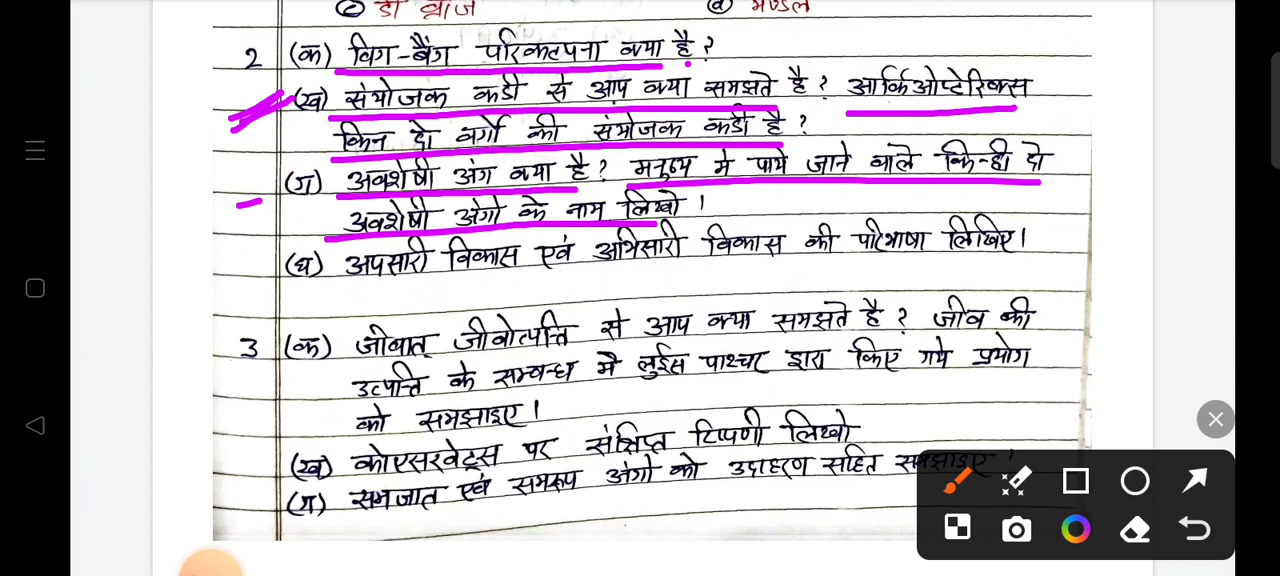 © डी ब्रीज
@ मेण्डल
2 (क) विग-बैंग परिकल्पना क्या है?
(ख) संयोजक कडी से आप क्या समझते है? आर्किओप्टेरिक्स
किन दो वर्गो की संयोजक कडी है?
(ग) अवशेषी अंग क्या है? मनुष्य मे पाये जाने वाले किन्ही दो
अवशेषी अंगो के नाम लिखो।
(घ) अपसारी विकास एवं अभिसारी विकास की परिभाषा लिखिए।
3 (क) जीवात् जीवोत्पत्ति से आप क्या समझते है? जीव की
उत्पत्ति के सम्बन्ध मे लुईस पाश्चर द्वारा किए गये प्रयोग
को समझाइए।
(ख) कोएसरवेट्स पर संक्षिप्त टिप्पणी लिखो
(ग) समजात एवं समरूप अंगो को उदाहरण सहित समझाइए।